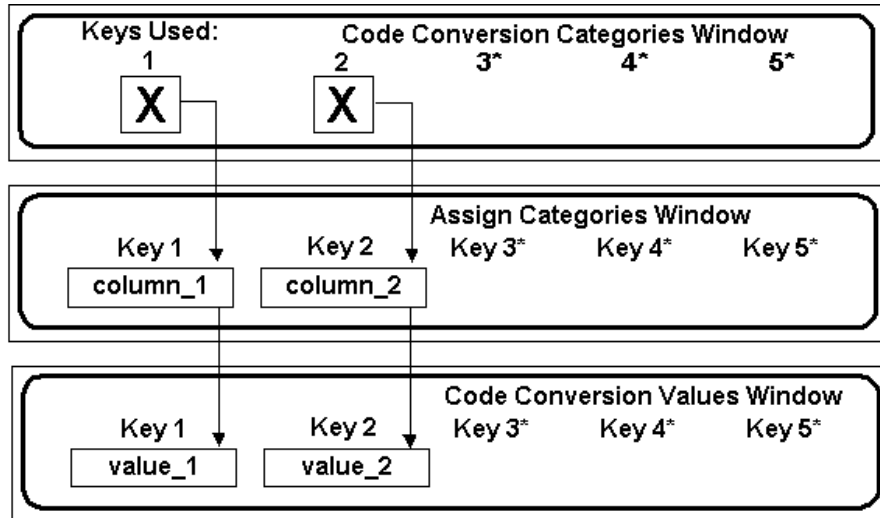 Keys Used: Code Conversion Categories Window
1 2 3* 4* 5*
X X
Assign Categories Window
Key 1 Key 2 Key 3* Key 4* Key 5*
column_1 column_2
Code Conversion Values Window
Key 1 Key 2 Key 3* Key 4* Key 5*
value_1 value_2